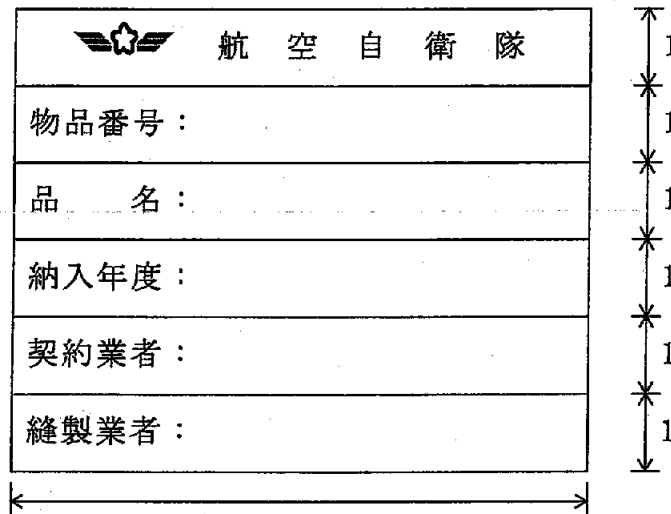 航空自衛隊
物品番号：
品　　名：
納入年度：
契約業者：
縫製業者：